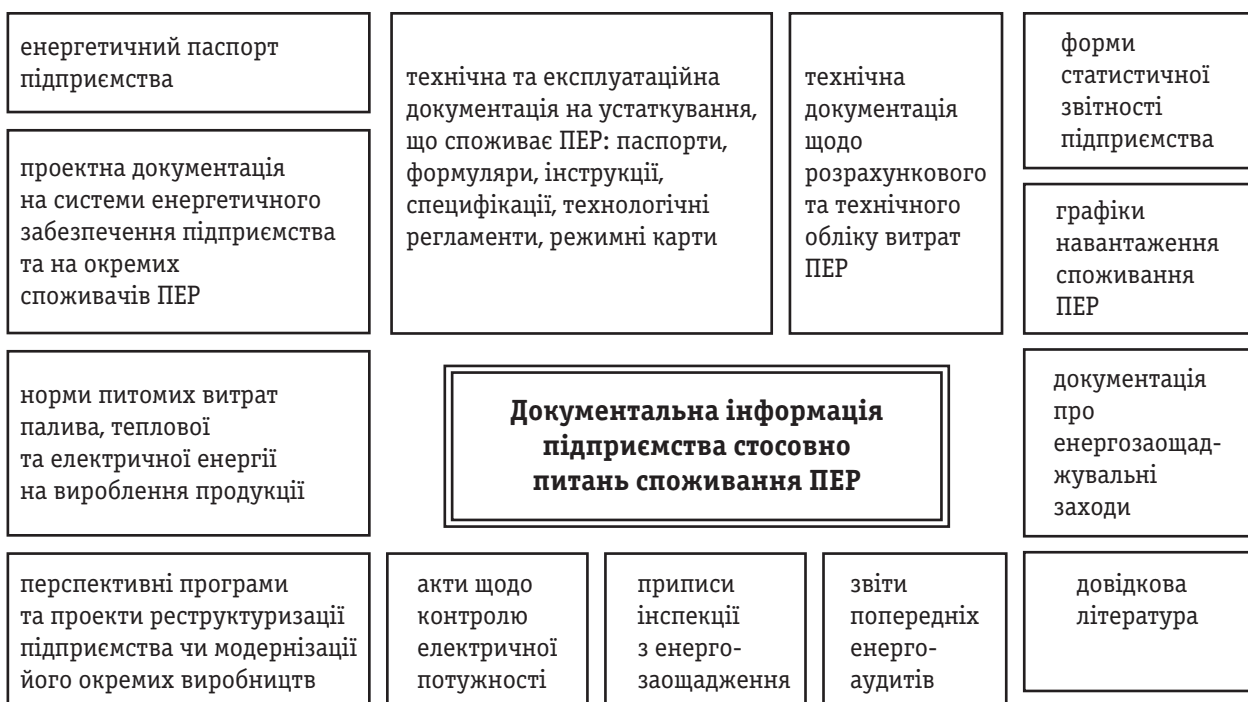 енергетичний паспорт
підприємства
технічна та експлуатаційна
документація на устаткування,
що споживає ПЕР: паспорти,
формуляри, інструкції,
специфікації, технологічні
регламенти, режимні карти
технічна
документація
щодо
розрахункового
та технічного
обліку витрат
ПЕР
форми
статистичної
звітності
підприємства
проектна документація
на системи енергетичного
забезпечення підприємства
та на окремих
споживачів ПЕР
графіки
навантаження
споживання
ПЕР
норми питомих витрат
палива, теплової
та електричної енергії
на вироблення продукції
Документальна інформація
підприємства стосовно
питань споживання ПЕР
документація
про
енергозаощад-
жувальні
заходи
перспективні програми
та проекти реструктуризації
підприємства чи модернізації
його окремих виробництв
акти щодо
контролю
електричної
потужності
приписи
інспекції
з енерго-
заощадження
звіти
попередніх
енерго-
аудитів
довідкова
література